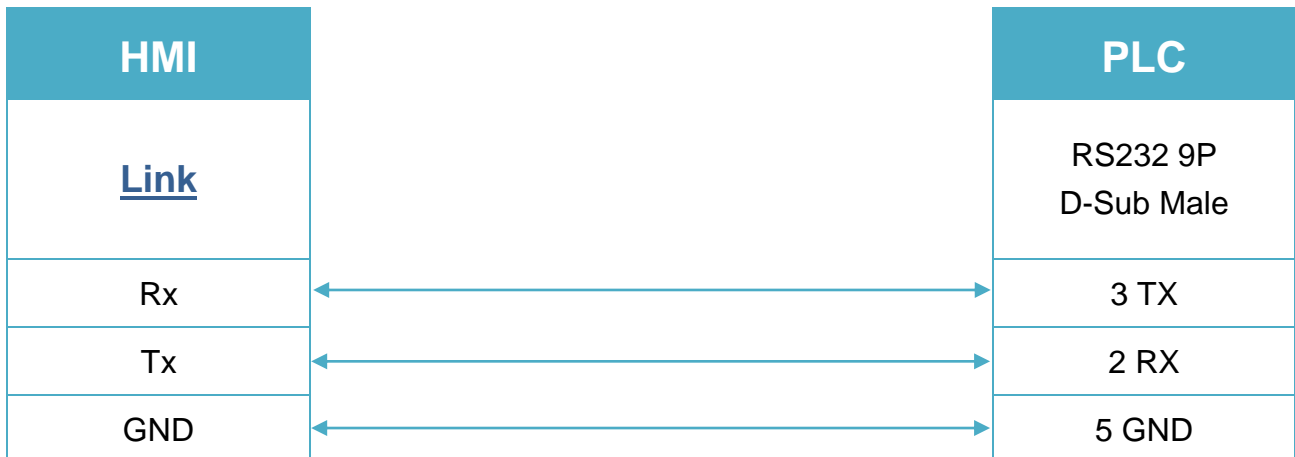 HMI PLC
Link RS232 9P
D-Sub Male
Rx 3 TX
Tx 2 RX
GND 5 GND